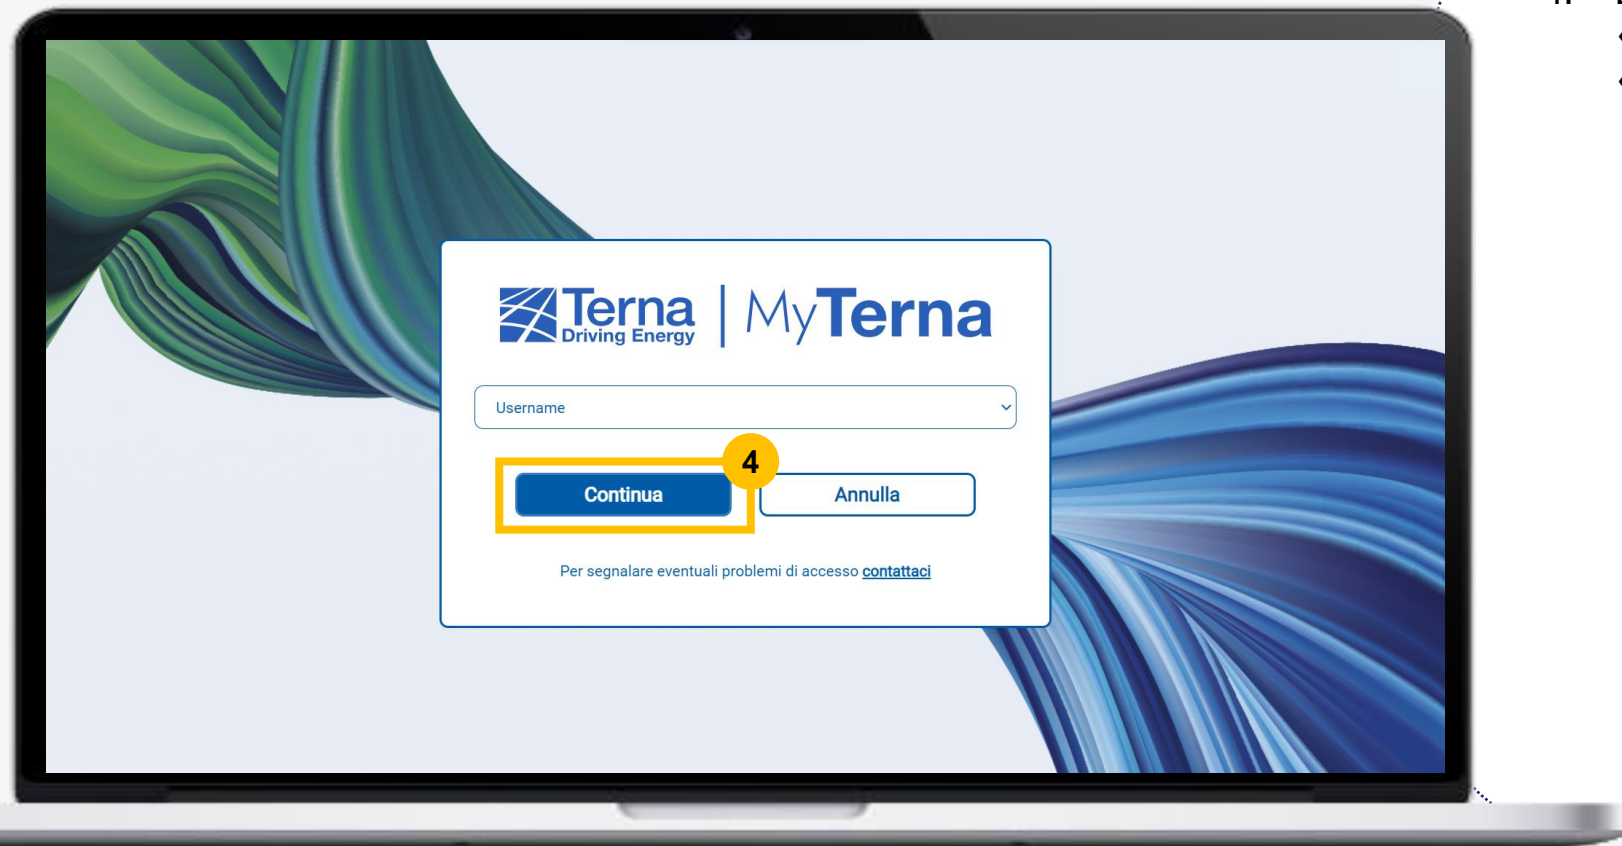 Terna
Driving Energy
MyTerna
Username
4
Continua
Annulla
Per segnalare eventuali problemi di accesso contattaci